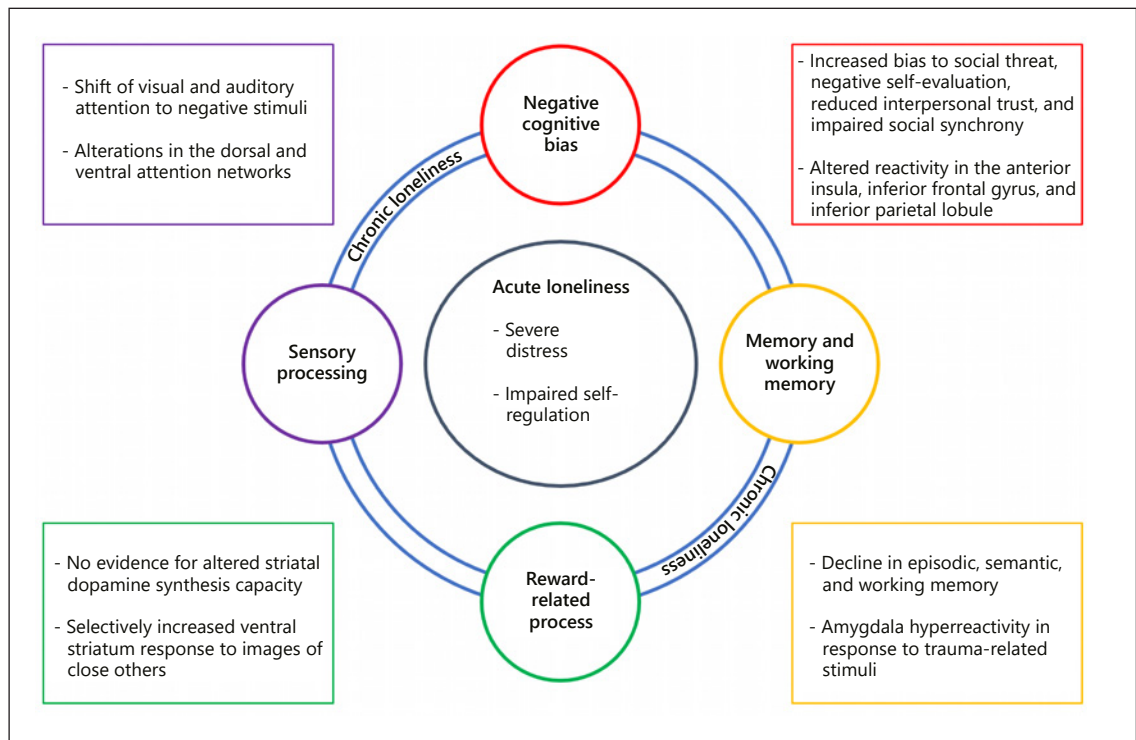 - Shift of visual and auditory
attention to negative stimuli
- Alterations in the dorsal and
ventral attention networks
Negative
cognitive
bias
- Increased bias to social threat,
negative self-evaluation,
reduced interpersonal trust, and
impaired social synchrony
- Altered reactivity in the anterior
insula, inferior frontal gyrus, and
inferior parietal lobule
Chronic loneliness
Sensory
processing
Acute loneliness
- Severe
distress
- Impaired self-
regulation
Memory and
working
memory
Chronic loneliness
- No evidence for altered striatal
dopamine synthesis capacity
- Selectively increased ventral
striatum response to images of
close others
Reward-
related
process
- Decline in episodic, semantic,
and working memory
- Amygdala hyperreactivity in
response to trauma-related
stimuli